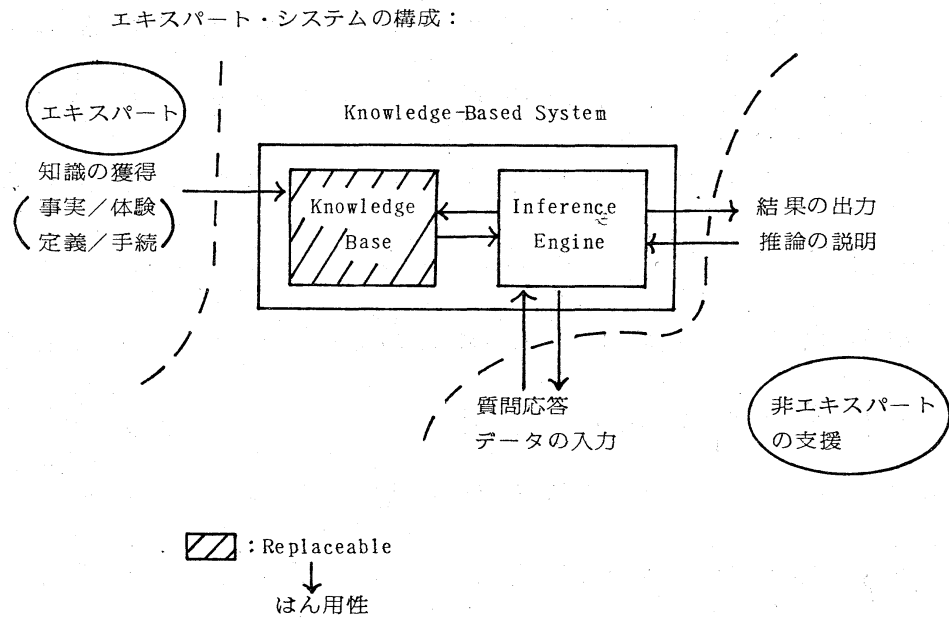 エキスパート・システムの構成：
エキスパート
知識の獲得
(事実／体験
定義／手続)
Knowledge-Based System
Knowledge
Base
Inference
Engine
結果の出力
推論の説明
質問応答
データの入力
非エキスパート
の支援
：Replaceable
はん用性